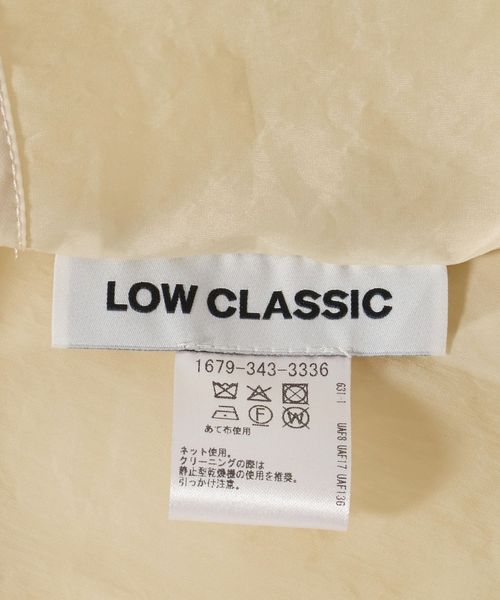 LOW CLASSIC
1679-343-3336
F W
あて布使用
ネット使用。
クリーニングの際は
静止型乾燥機の使用を推奨。
引っかけ注意。
631-1 UAF8 UAF17 UAF136